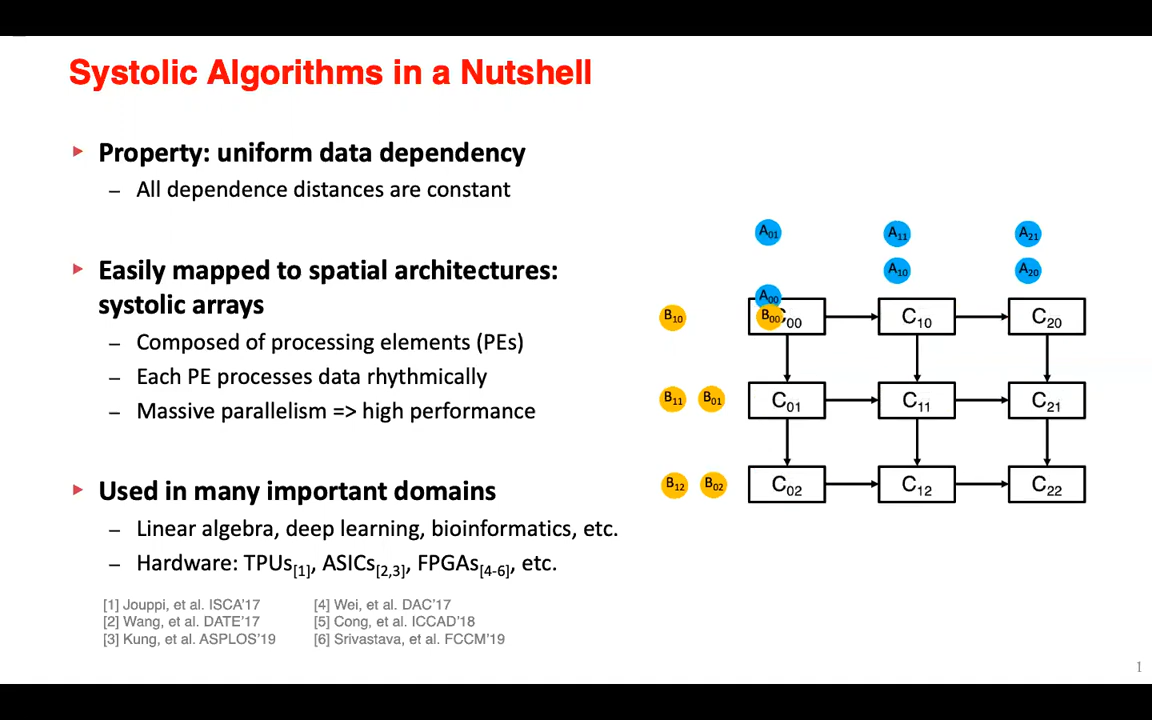 Systolic Algorithms in a Nutshell
▸ Property: uniform data dependency
– All dependence distances are constant
▸ Easily mapped to spatial architectures:
systolic arrays
– Composed of processing elements (PEs)
– Each PE processes data rhythmically
– Massive parallelism => high performance
▸ Used in many important domains
– Linear algebra, deep learning, bioinformatics, etc.
– Hardware: TPUs[1], ASICs[2,3], FPGAs[4-6], etc.
[1] Jouppi, et al. ISCA'17 [4] Wei, et al. DAC'17
[2] Wang, et al. DATE'17 [5] Cong, et al. ICCAD'18
[3] Kung, et al. ASPLOS'19 [6] Srivastava, et al. FCCM'19
A01 A11 A21
A10 A20
A00
B10 B00 C00 C10 C20
B11 B01 C01 C11 C21
B12 B02 C02 C12 C22
1